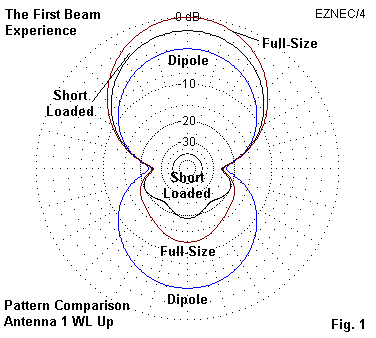 The First Beam
Experience
0 dB
EZNEC/4
Full-Size
Dipole
Short
Loaded
-10
-20
-30
Short
Loaded
Full-Size
Dipole
Pattern Comparison
Antenna 1 WL Up
Fig. 1